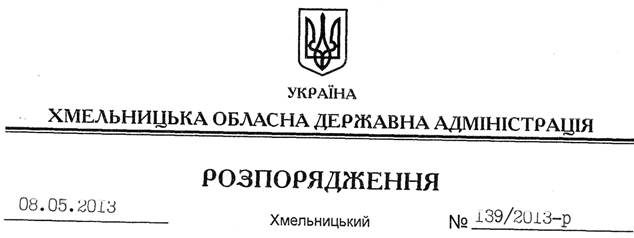 УКРАЇНА
ХМЕЛЬНИЦЬКА ОБЛАСНА ДЕРЖАВНА АДМІНІСТРАЦІЯ
РОЗПОРЯДЖЕННЯ
08.05.2013 Хмельницький № 139/2013-р